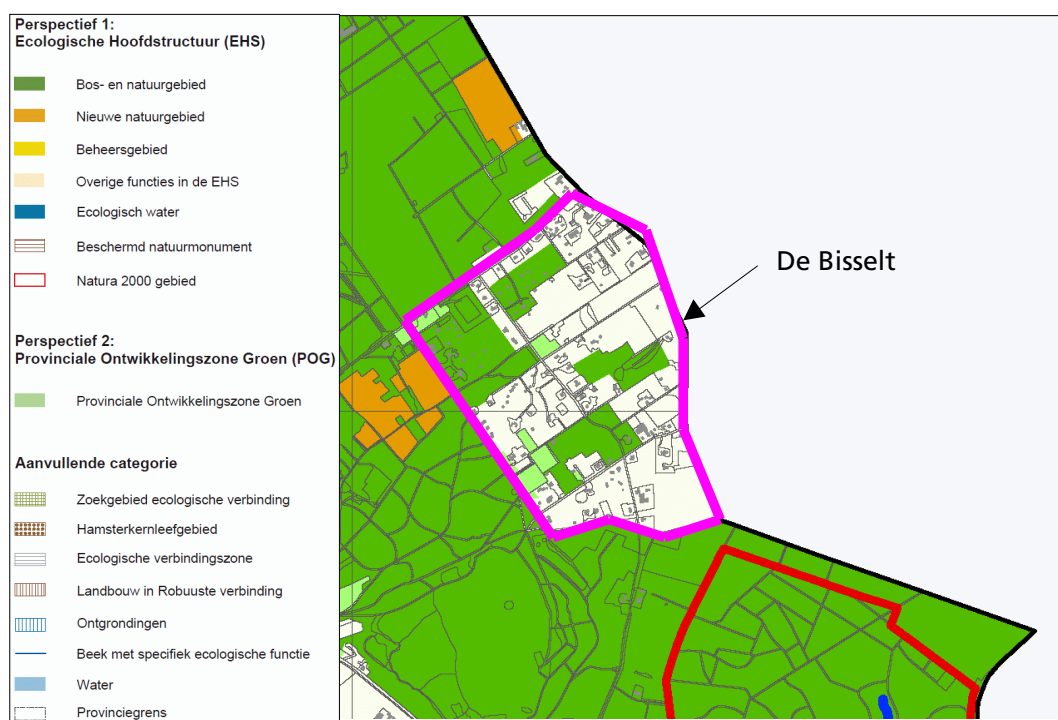 Perspectief 1:
Ecologische Hoofdstructuur (EHS)
Bos- en natuurgebied
Nieuwe natuurgebied
Beheersgebied
Overige functies in de EHS
Ecologisch water
Beschermd natuurmonument
Natura 2000 gebied
Perspectief 2:
Provinciale Ontwikkelingszone Groen (POG)
Provinciale Ontwikkelingszone Groen
Aanvullende categorie
Zoekgebied ecologische verbinding
Hamsterkernleefgebied
Ecologische verbindingszone
Landbouw in Robuuste verbinding
Ontgrondingen
Beek met specifiek ecologische functie
Water
Provinciegrens
De Bisselt